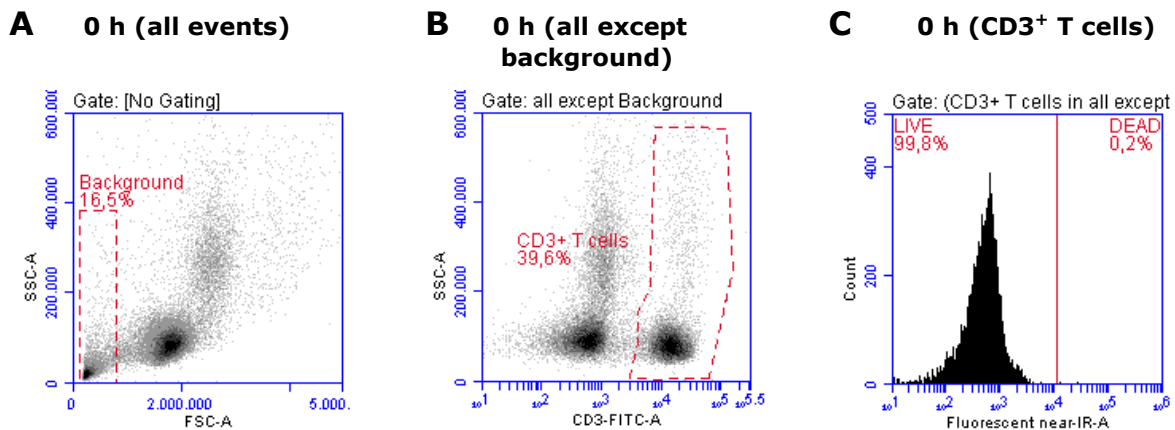 A 0 h (all events)
Gate: [No Gating]
Background
16,5%
SSC-A
0
200.000
400.000
600.000
0
2.000.000
5.000.
FSC-A
B 0 h (all except
background)
Gate: all except Background
CD3+ T cells
39,6%
SSC-A
0
200.000
400.000
600.000
10¹ 10² 10³ 10⁴ 10⁵ 10⁵·⁵
CD3-FITC-A
C 0 h (CD3⁺ T cells)
Gate: (CD3+ T cells in all except
LIVE
99,8%
DEAD
0,2%
Count
0
200
400
500
10¹ 10² 10³ 10⁴ 10⁵ 10⁶
Fluorescent near-IR-A